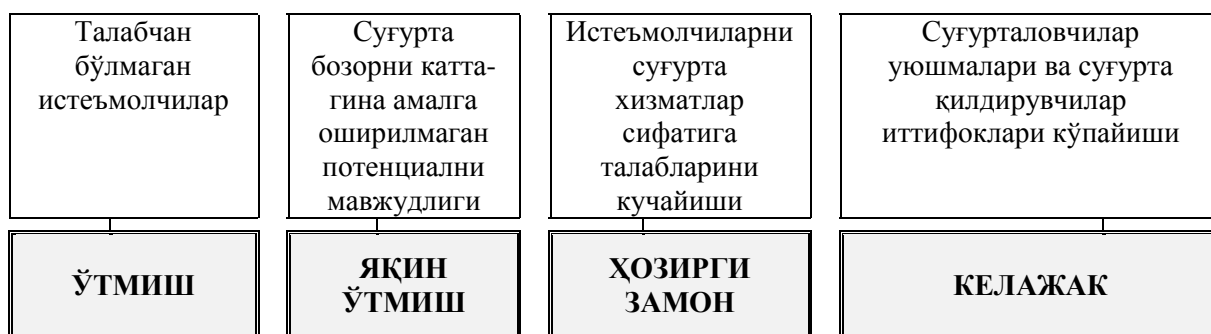 Талабчан
бўлмаган
истеъмолчилар
Суғурта
бозорни катта-
гина амалга
оширилмаган
потенциални
мавжудлиги
Истеъмолчиларни
суғурта
хизматлар
сифатига
талабларини
кучайиши
Суғурталовчилар
уюшмалари ва суғурта
қилдирувчилар
иттифоклари кўпайиши
ЎТМИШ
ЯҚИН
ЎТМИШ
ҲОЗИРГИ
ЗАМОН
КЕЛАЖАК